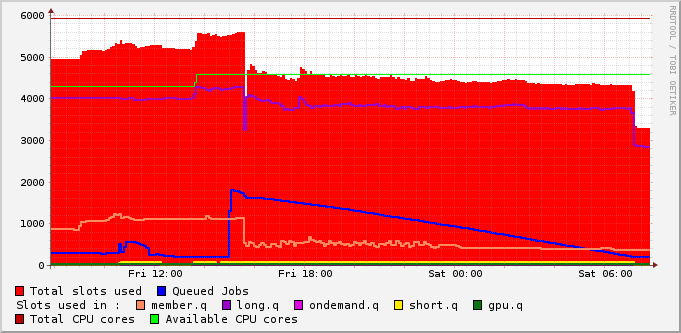 RRDTOOL / TOBI OETIKER
6000
5000
4000
3000
2000
1000
0
Fri 12:00 Fri 18:00 Sat 00:00 Sat 06:00
Total slots used Queued Jobs
Slots used in : member.q long.q ondemand.q short.q gpu.q
Total CPU cores Available CPU cores